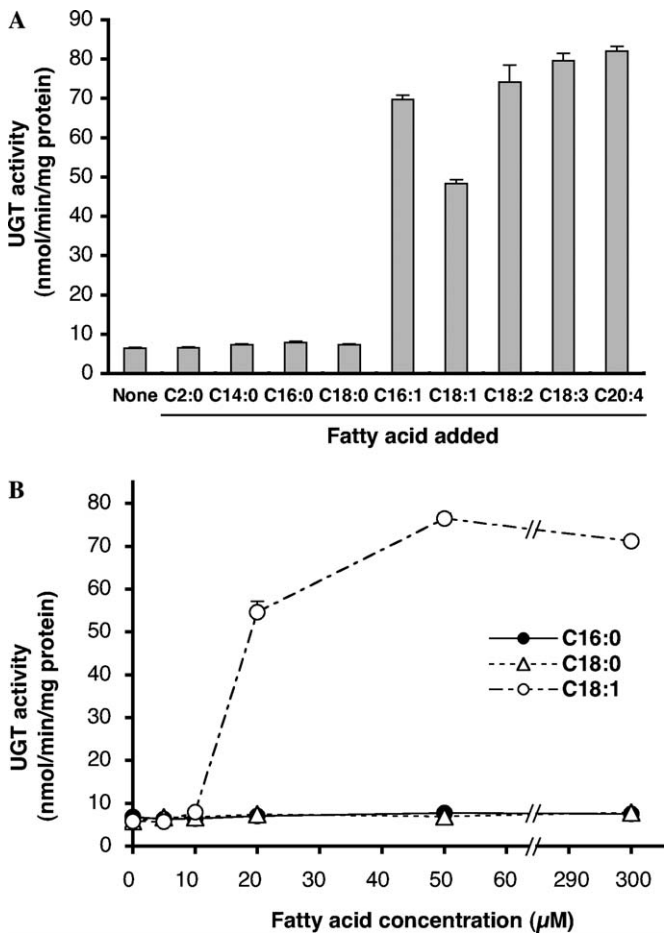 A
UGT activity
(nmol/min/mg protein)
90
80
70
60
50
40
30
20
10
0
None C2:0 C14:0 C16:0 C18:0 C16:1 C18:1 C18:2 C18:3 C20:4
Fatty acid added
B
UGT activity
(nmol/min/mg protein)
80
70
60
50
40
30
20
10
0
C16:0
C18:0
C18:1
0 10 20 40 50 60 290 300
Fatty acid concentration (µM)